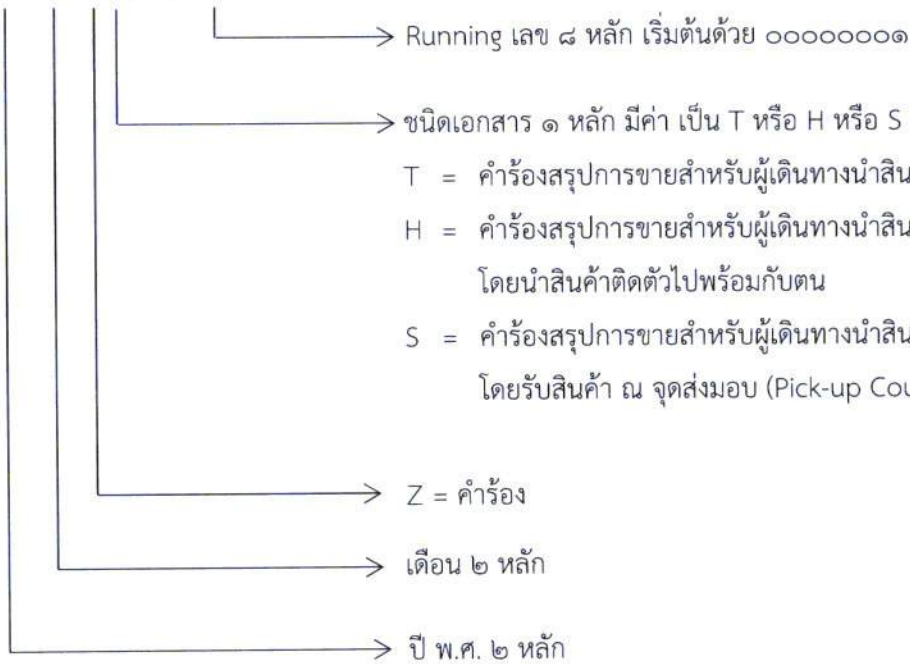 Running เลข ๘ หลัก เริ่มต้นด้วย ๐๐๐๐๐๐๐๑
ชนิดเอกสาร ๑ หลัก มีค่า เป็น T หรือ H หรือ S
T = คำร้องสรุปการขายสำหรับผู้เดินทางนำสิน
H = คำร้องสรุปการขายสำหรับผู้เดินทางนำสิน
โดยนำสินค้าติดตัวไปพร้อมกับตน
S = คำร้องสรุปการขายสำหรับผู้เดินทางนำสิน
โดยรับสินค้า ณ จุดส่งมอบ (Pick-up Cou
Z = คำร้อง
เดือน ๒ หลัก
ปี พ.ศ. ๒ หลัก